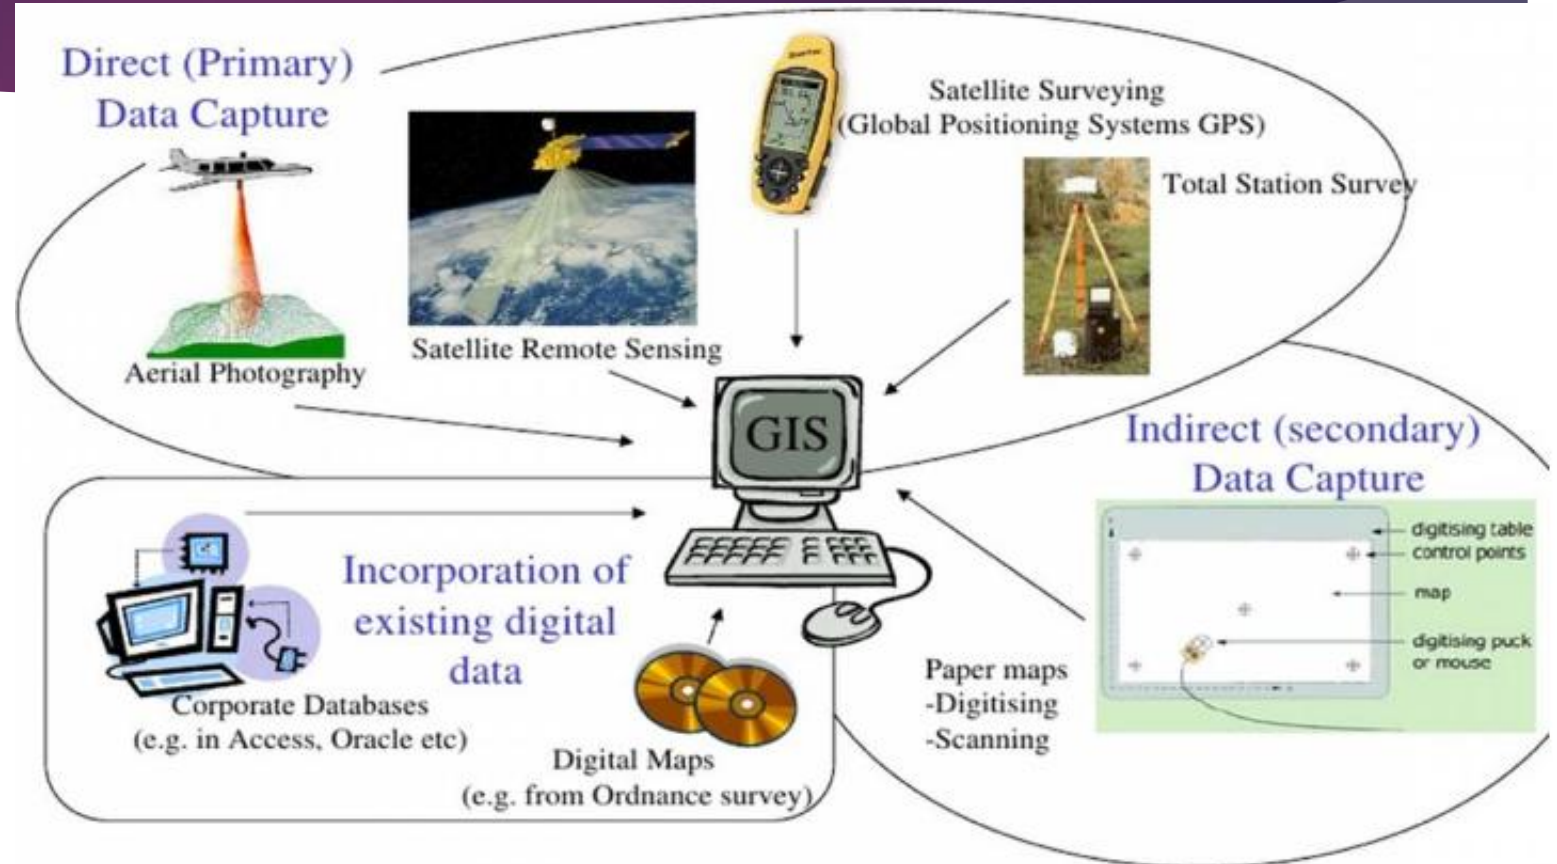 Direct (Primary)
Data Capture
Satellite Surveying
(Global Positioning Systems GPS)
Total Station Survey
Satellite Remote Sensing
Aerial Photography
GIS
Indirect (secondary)
Data Capture
digitising table
control points
map
digitising puck
or mouse
Paper maps
-Digitising
-Scanning
Incorporation of
existing digital
data
Corporate Databases
(e.g. in Access, Oracle etc)
Digital Maps
(e.g. from Ordnance survey)